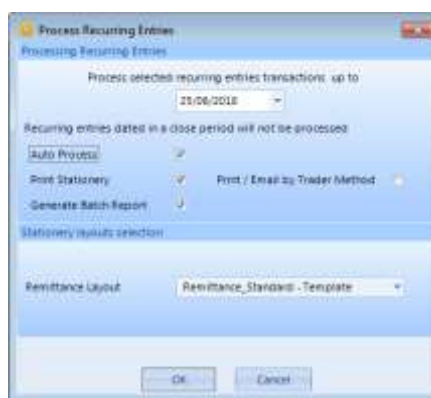 Process Recurring Entries
Processing Recurring Entries
Process selected recurring entries transactions up to
25/06/2018
Recurring entries dated in a close period will not be processed
Auto Process
Print Stationery Print / Email by Trader Method
Generate Batch Report
Stationery layouts selection
Remittance Layout Remittance_Standard - Template
OK Cancel